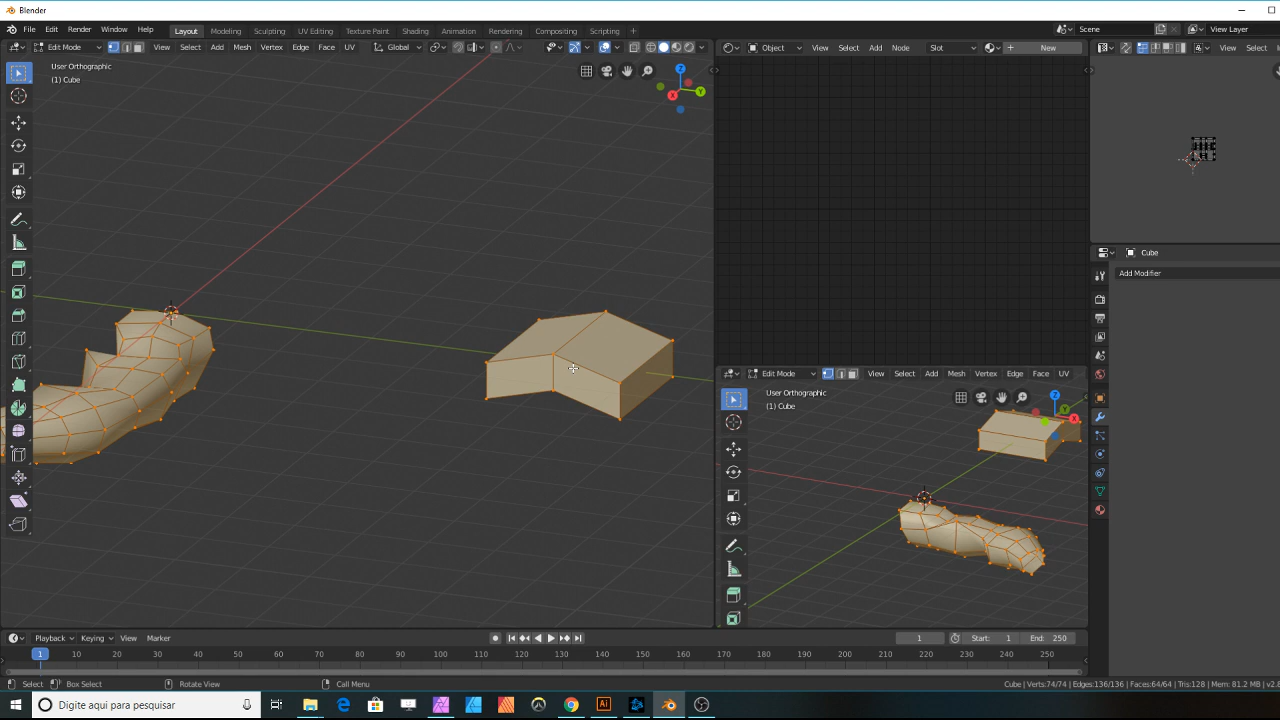 Blender
File Edit Render Window Help Layout Modeling Sculpting UV Editing Texture Paint Shading Animation Rendering Compositing Scripting + Scene View Layer
Edit Mode View Select Add Mesh Vertex Edge Face UV Global
Object View Select Add Node Slot New
View Select
User Orthographic
(1) Cube
X
Y
Z
Cube
Add Modifier
Edit Mode View Select Add Mesh Vertex Edge Face UV
User Orthographic
(1) Cube
X
Y
Z
Playback Keying View Marker 1 Start: 1 End: 250
1 10 20 30 40 50 60 70 80 90 100 110 120 130 140 150 160 170 180 190 200 210 220 230 240 250
Select Box Select Rotate View Call Menu Cube | Verts:74/74 | Edges:136/136 | Faces:64/64 | Tris:128 | Mem: 81.2 MB | v2.8
Digite aqui para pesquisar
Ai